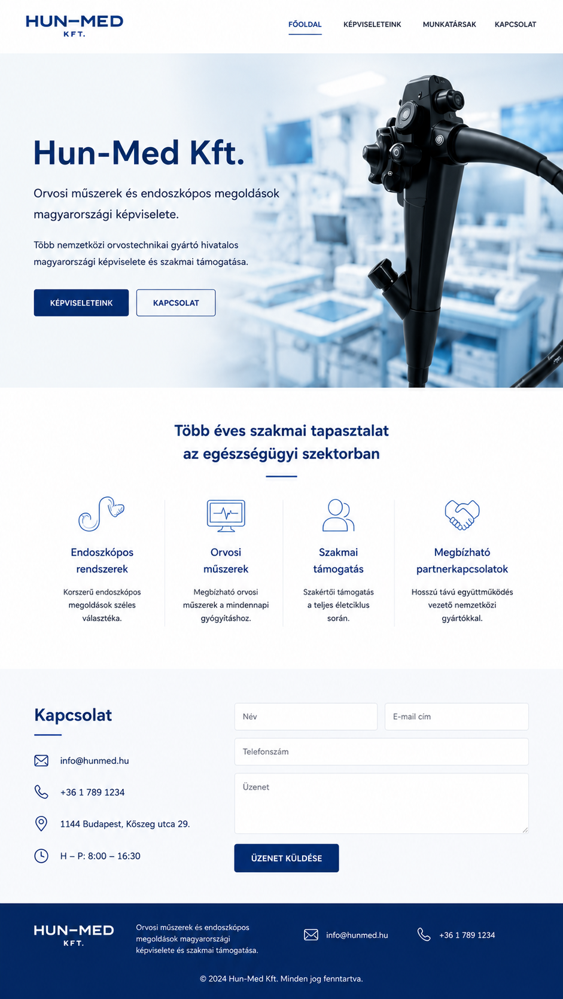 HUN–MED
KFT.
FŐOLDAL
KÉPVISELETEINK
MUNKATÁRSAK
KAPCSOLAT
Hun-Med Kft.
Orvosi műszerek és endoszkópos megoldások
magyarországi képviselete.
Több nemzetközi orvostechnikai gyártó hivatalos
magyarországi képviselete és szakmai támogatása.
KÉPVISELETEINK
KAPCSOLAT
Több éves szakmai tapasztalat
az egészségügyi szektorban
Endoszkópos
rendszerek
Korszerű endoszkópos
megoldások széles
választéka.
Orvosi
műszerek
Megbízható orvosi
műszerek a mindennapi
gyógyításhoz.
Szakmai
támogatás
Szakértői támogatás
a teljes életciklus
során.
Megbízható
partnerkapcsolatok
Hosszú távú együttműködés
vezető nemzetközi
gyártókkal.
Kapcsolat
info@hunmed.hu
+36 1 789 1234
1144 Budapest, Kőszeg utca 29.
H – P: 8:00 – 16:30
Név
E-mail cím
Telefonszám
Üzenet
ÜZENET KÜLDÉSE
HUN–MED
KFT.
Orvosi műszerek és endoszkópos
megoldások magyarországi
képviselete és szakmai támogatása.
info@hunmed.hu
+36 1 789 1234
© 2024 Hun-Med Kft. Minden jog fenntartva.